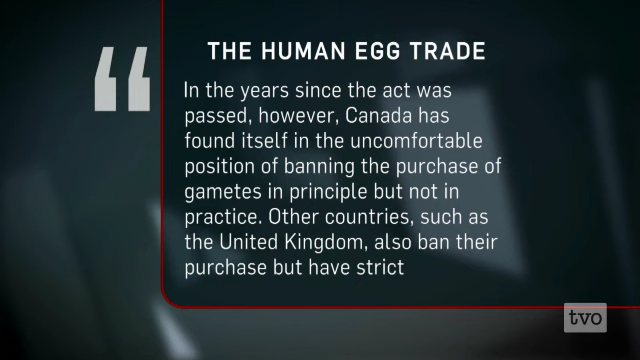 THE HUMAN EGG TRADE
In the years since the act was
passed, however, Canada has
found itself in the uncomfortable
position of banning the purchase of
gametes in principle but not in
practice. Other countries, such as
the United Kingdom, also ban their
purchase but have strict
tvo